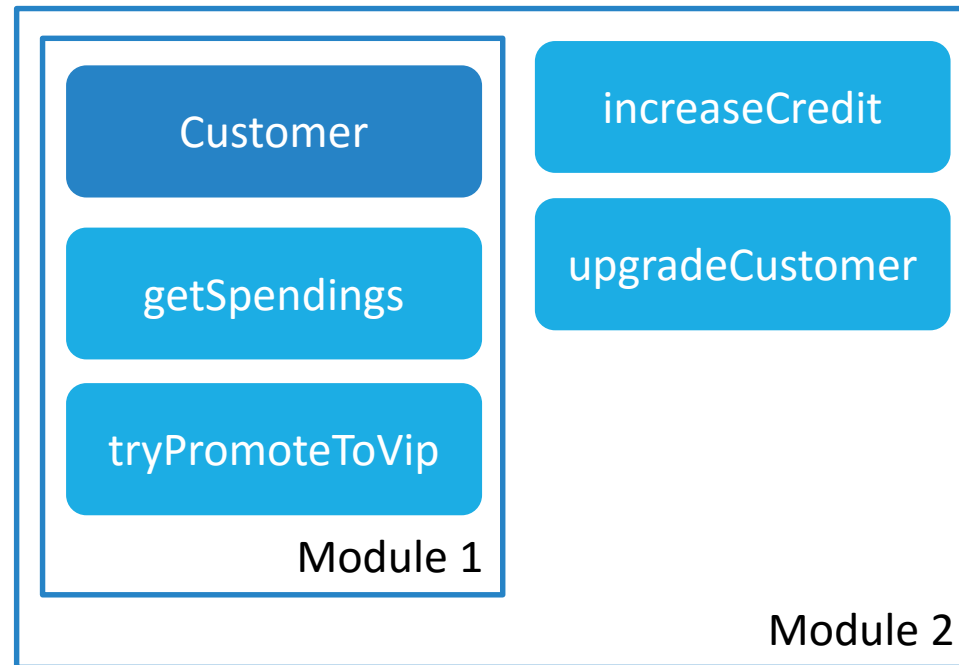 Customer
getSpendings
tryPromoteToVip
Module 1
increaseCredit
upgradeCustomer
Module 2